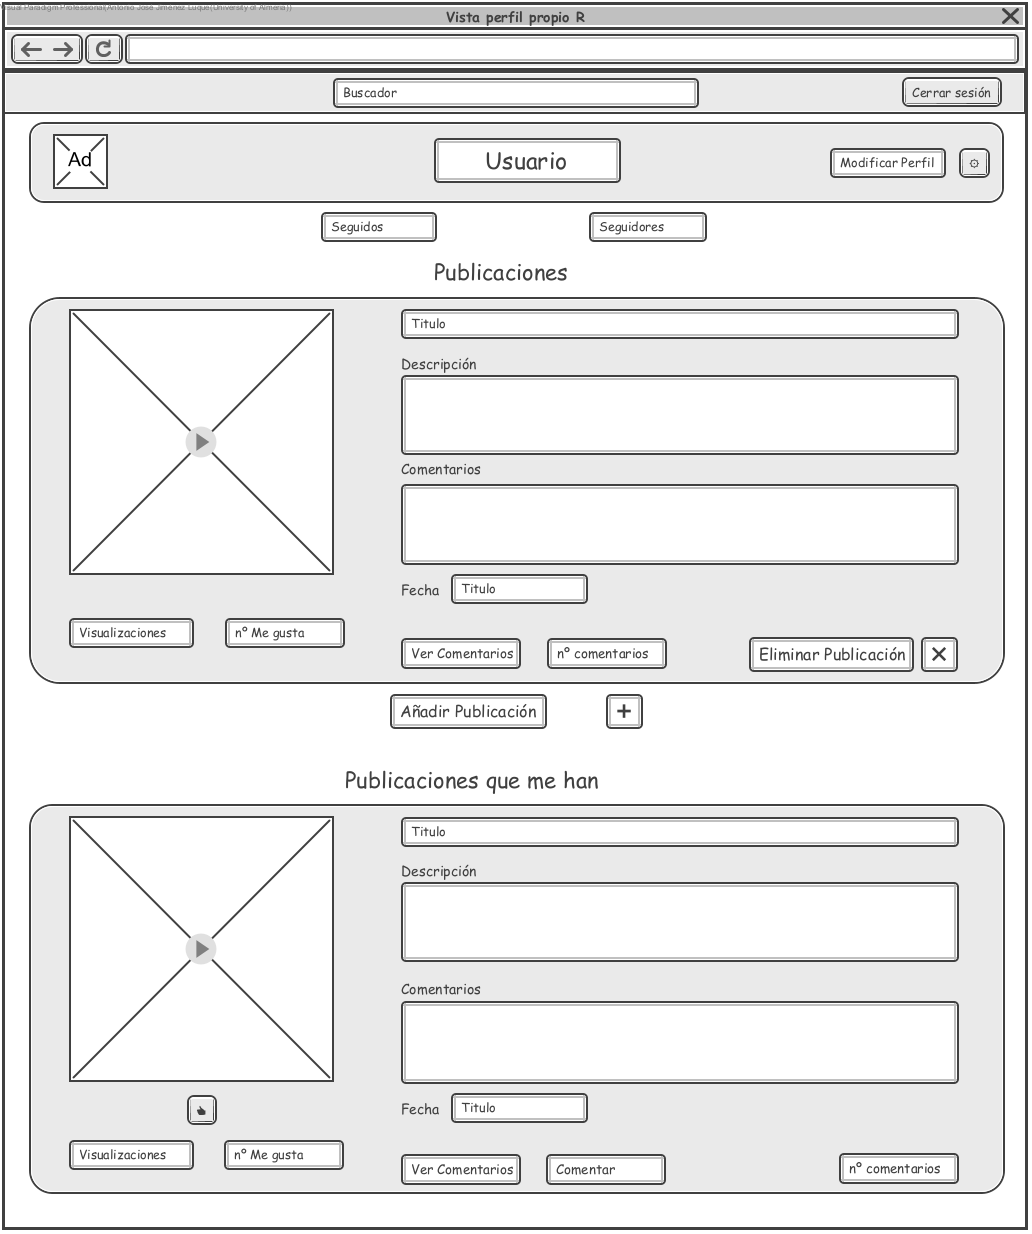 Visual Paradigm Professional(Antonio José Jiménez Luque(University of Almeria))
Vista perfil propio R
Buscador
Cerrar sesión
Ad
Usuario
Modificar Perfil
Seguidos
Seguidores
Publicaciones
Titulo
Descripción
Comentarios
Fecha
Titulo
Visualizaciones
nº Me gusta
Ver Comentarios
nº comentarios
Eliminar Publicación
Añadir Publicación
Publicaciones que me han
Titulo
Descripción
Comentarios
Fecha
Titulo
Visualizaciones
nº Me gusta
Ver Comentarios
Comentar
nº comentarios